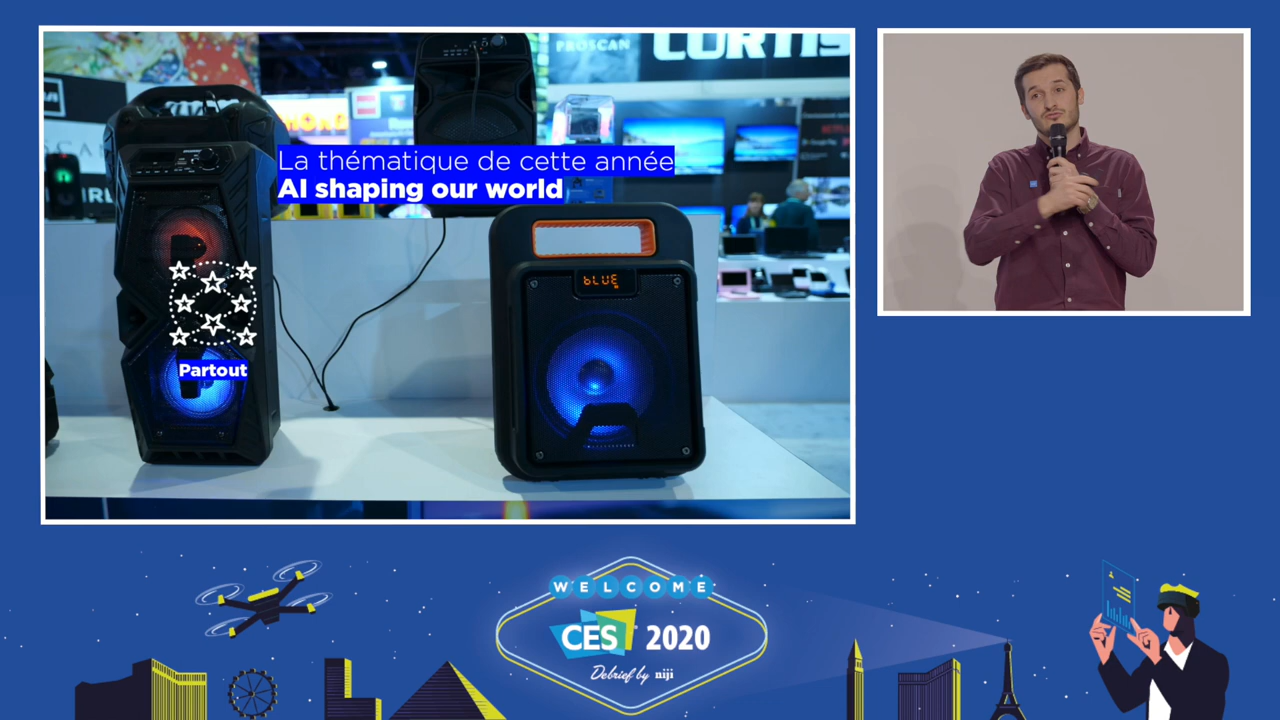 PROSCAN
CURTIS
La thématique de cette année
AI shaping our world
bLUE
Partout
WELCOME
CES 2020
Debrief by niji